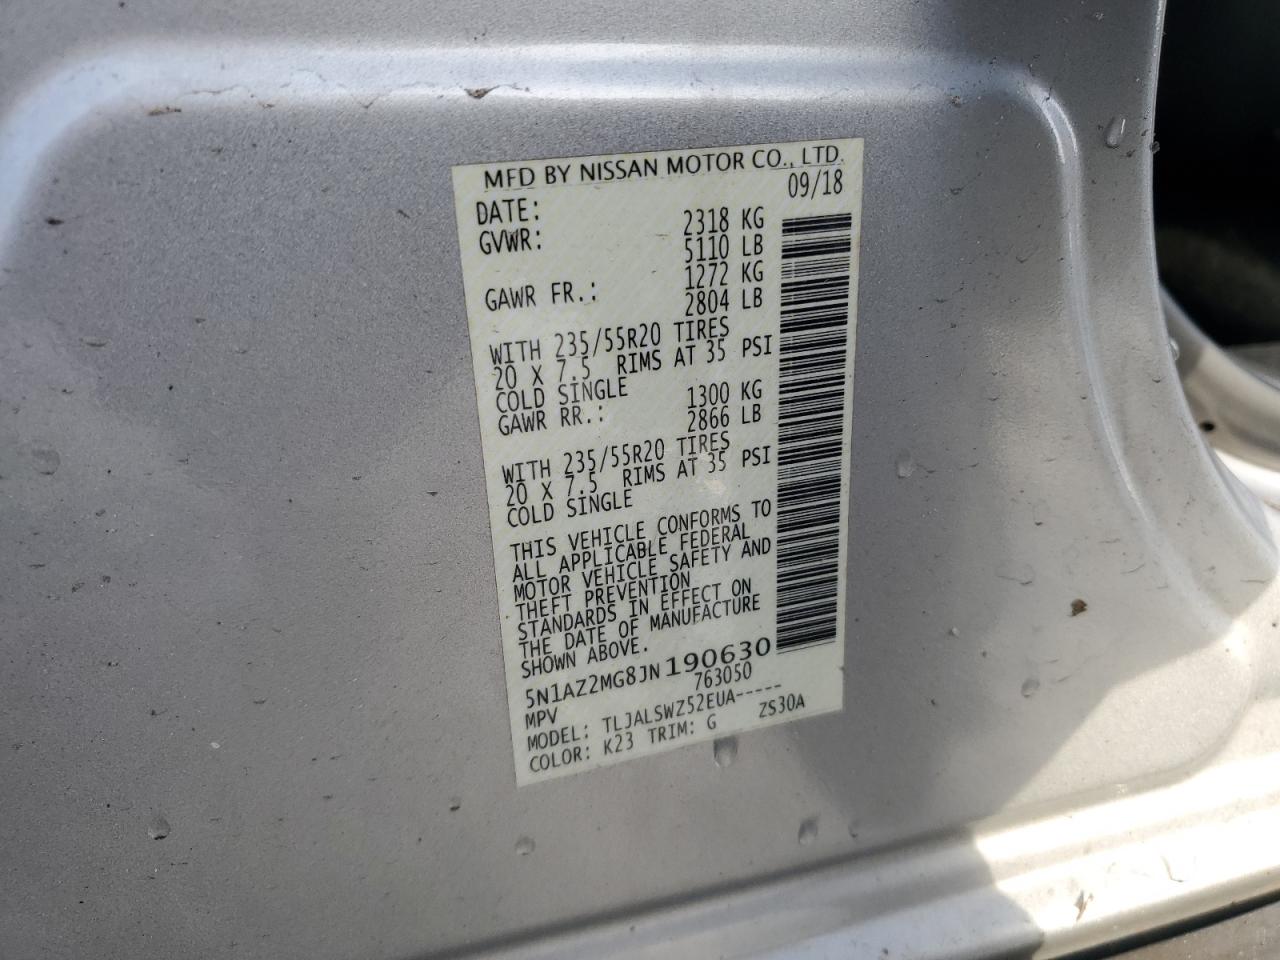 MFD BY NISSAN MOTOR CO., LTD.
DATE: 09/18
GVWR: 2318 KG
5110 LB
GAWR FR.: 1272 KG
2804 LB
WITH 235/55R20 TIRES
20 X 7.5 RIMS AT 35 PSI
COLD SINGLE
GAWR RR.: 1300 KG
2866 LB
WITH 235/55R20 TIRES
20 X 7.5 RIMS AT 35 PSI
COLD SINGLE
THIS VEHICLE CONFORMS TO
ALL APPLICABLE FEDERAL
MOTOR VEHICLE SAFETY AND
THEFT PREVENTION
STANDARDS IN EFFECT ON
THE DATE OF MANUFACTURE
SHOWN ABOVE.
5N1AZ2MG8JN190630
MPV 763050
MODEL: TLJALSWZ52EUA-----
COLOR: K23 TRIM: G ZS30A